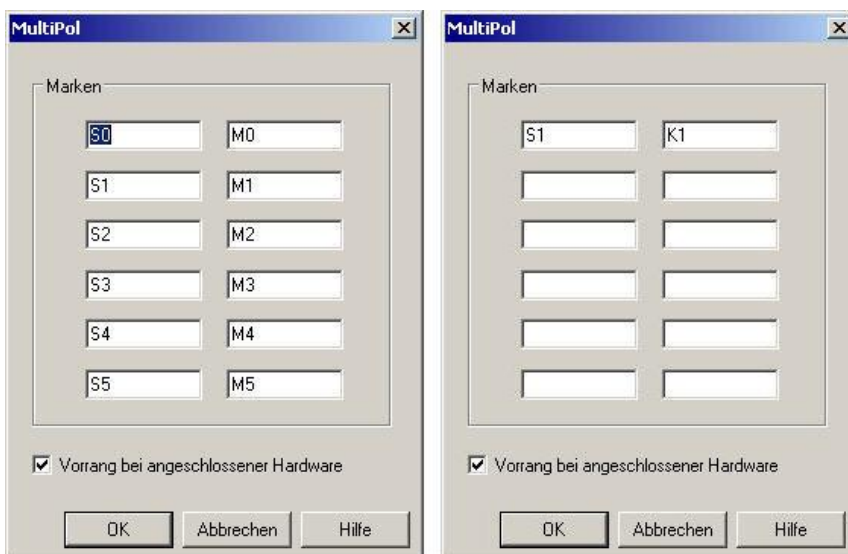 MultiPol
Marken
S0 M0
S1 M1
S2 M2
S3 M3
S4 M4
S5 M5
Vorrang bei angeschlossener Hardware
OK Abbrechen Hilfe
MultiPol
Marken
S1 K1
Vorrang bei angeschlossener Hardware
OK Abbrechen Hilfe